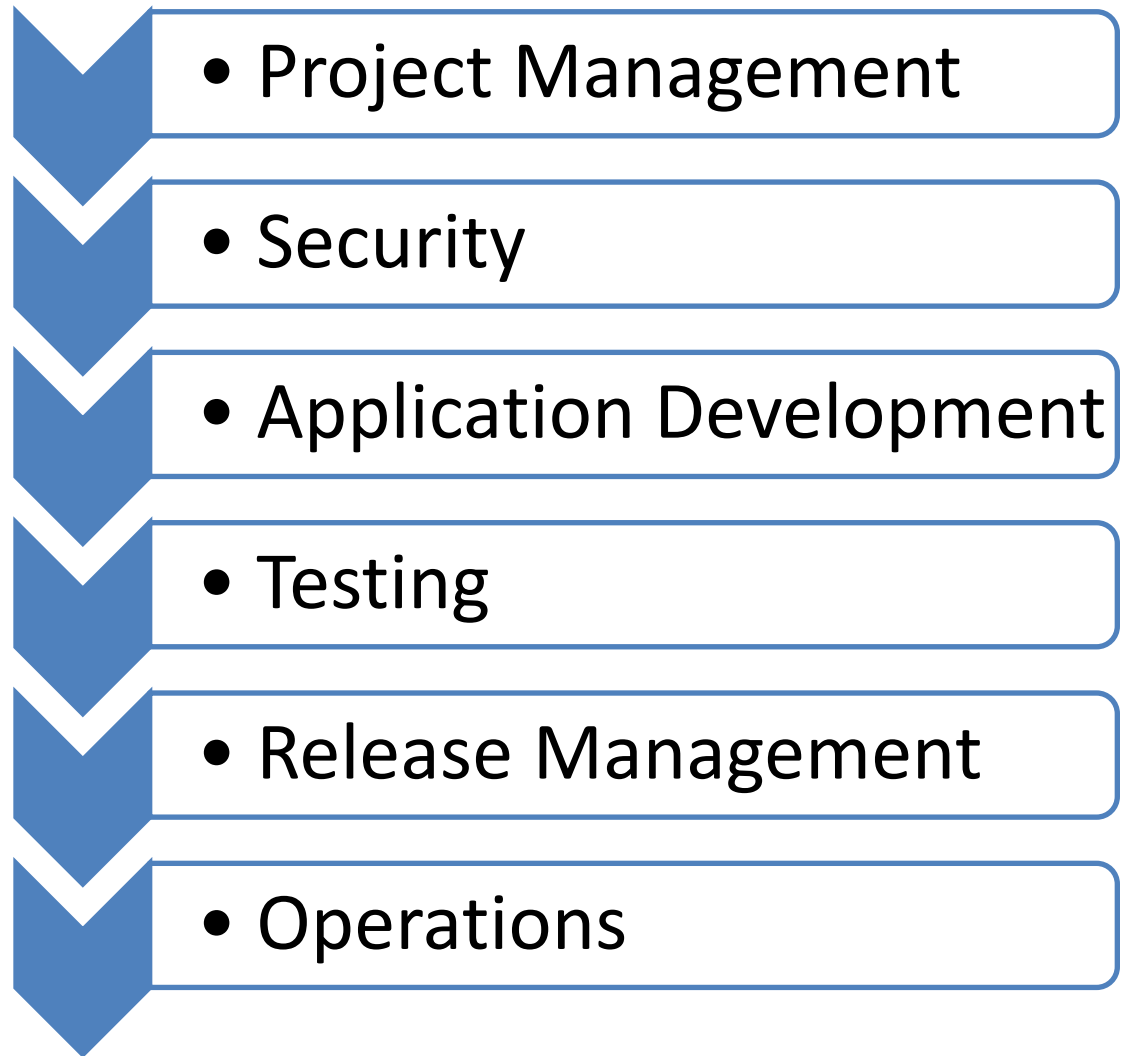 • Project Management
• Security
• Application Development
• Testing
• Release Management
• Operations